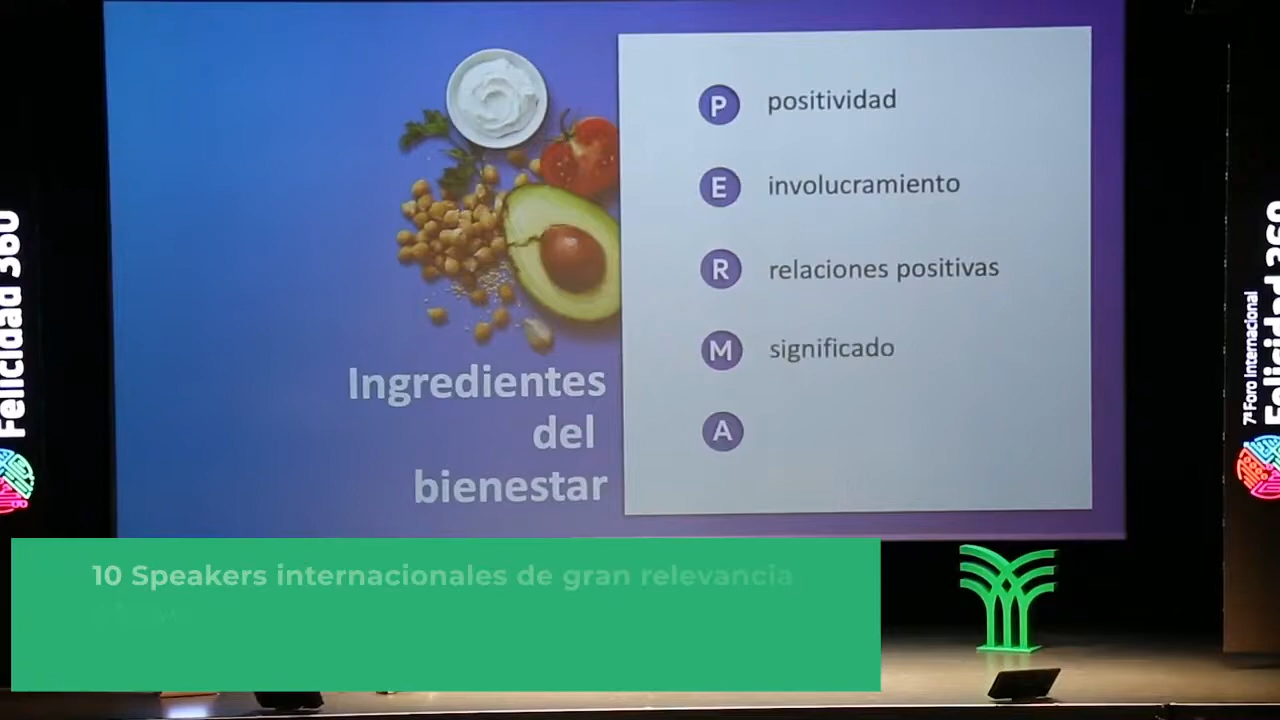 P positividad
E involucramiento
R relaciones positivas
M significado
A
Ingredientes
del
bienestar
Felicidad 360
7º Foro Internacional
Felicidad 360
10 Speakers internacionales de gran relevancia